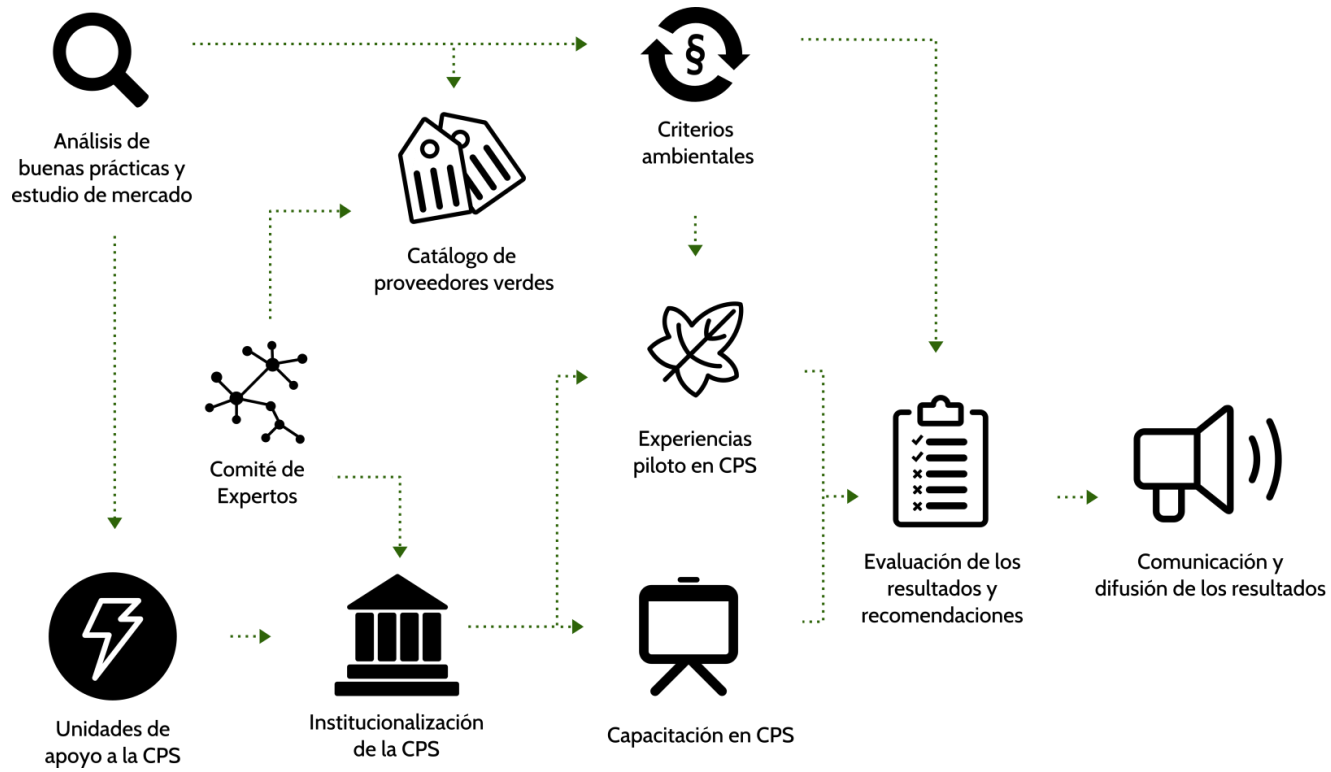 §
Análisis de
buenas prácticas y
estudio de mercado
Criterios
ambientales
Catálogo de
proveedores verdes
Comité de
Expertos
Experiencias
piloto en CPS
Evaluación de los
resultados y
recomendaciones
Comunicación y
difusión de los resultados
Unidades de
apoyo a la CPS
Institucionalización
de la CPS
Capacitación en CPS